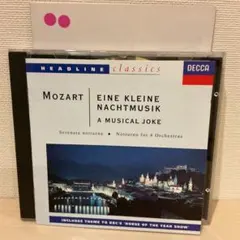 HEADLINE classics
DECCA
MOZART
EINE KLEINE
NACHTMUSIK
A MUSICAL JOKE
Serenata notturna • Notturno for 4 Orchestras
INCLUDES THEME TO BBC'S 'HORSE OF THE YEAR SHOW'